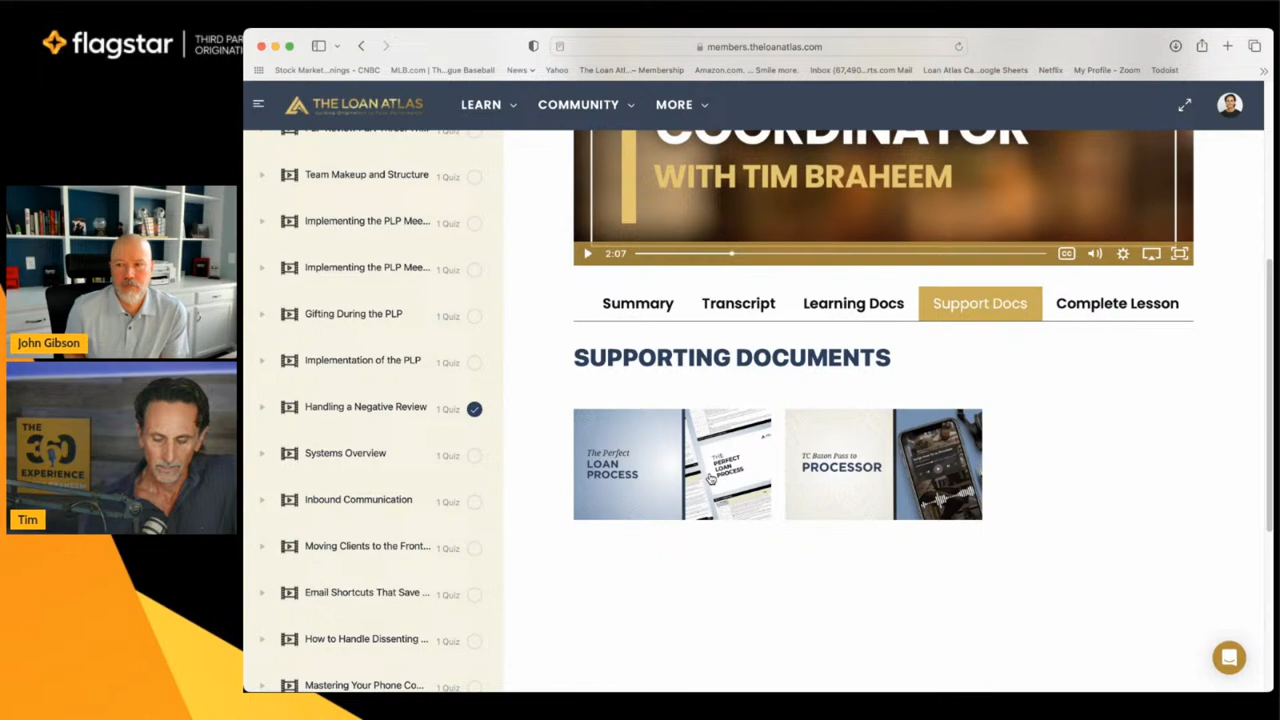 flagstar
THIRD PAR
ORIGINATI
members.theloanatlas.com
Stock Market...nings - CNBC
MLB.com | Th...gue Baseball
News
Yahoo
The Loan Atl... – Membership
Amazon.com. ... Smile more.
Inbox (67,490...rts.com Mail
Loan Atlas Ca...oogle Sheets
Netflix
My Profile - Zoom
Todoist
THE LOAN ATLAS
LEARN
COMMUNITY
MORE
COORDINATOR
WITH TIM BRAHEEM
2:07
CC
Team Makeup and Structure
1 Quiz
Implementing the PLP Mee...
1 Quiz
Implementing the PLP Mee...
1 Quiz
Gifting During the PLP
1 Quiz
Implementation of the PLP
1 Quiz
Handling a Negative Review
1 Quiz
Systems Overview
1 Quiz
Inbound Communication
1 Quiz
Moving Clients to the Front...
1 Quiz
Email Shortcuts That Save ...
1 Quiz
How to Handle Dissenting ...
1 Quiz
Mastering Your Phone Co...
1 Quiz
Summary
Transcript
Learning Docs
Support Docs
Complete Lesson
SUPPORTING DOCUMENTS
The Perfect
LOAN
PROCESS
THE
PERFECT
LOAN
PROCESS
TC Baton Pass to
PROCESSOR
John Gibson
THE
360
EXPERIENCE
BRAHEEM
Tim